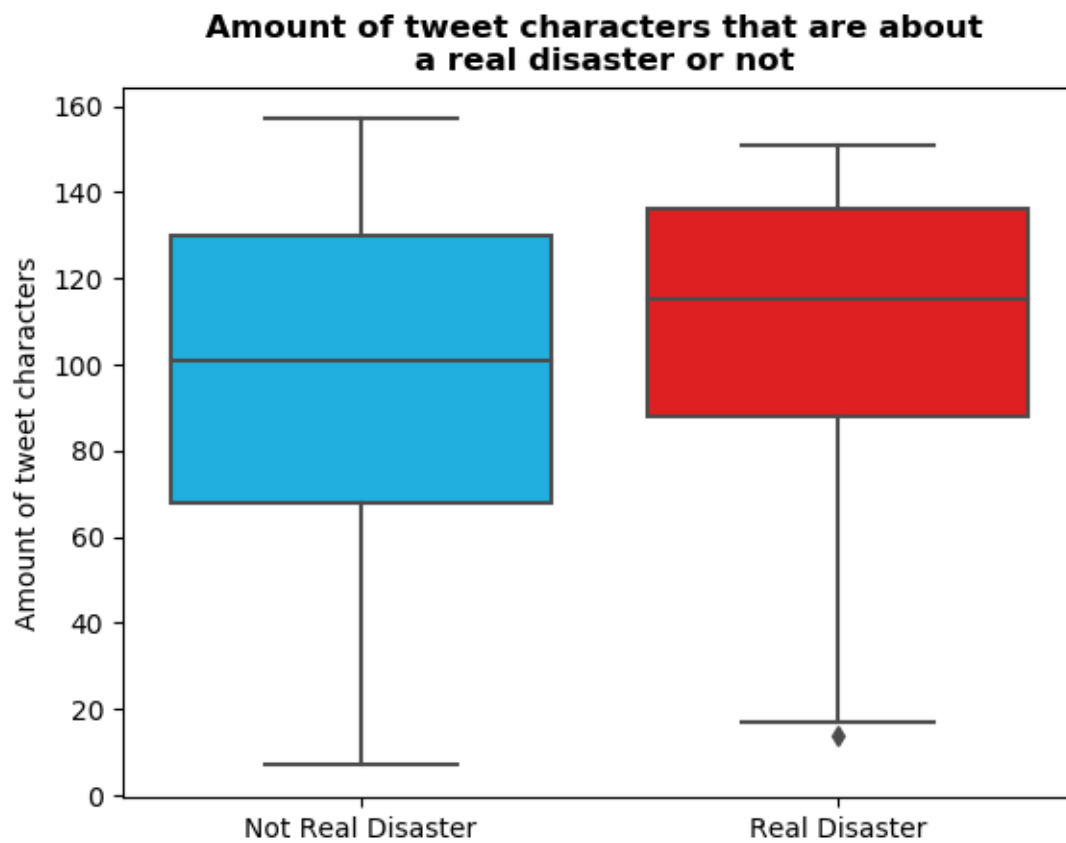 Amount of tweet characters that are about
a real disaster or not
Amount of tweet characters
160
140
120
100
80
60
40
20
0
Not Real Disaster
Real Disaster